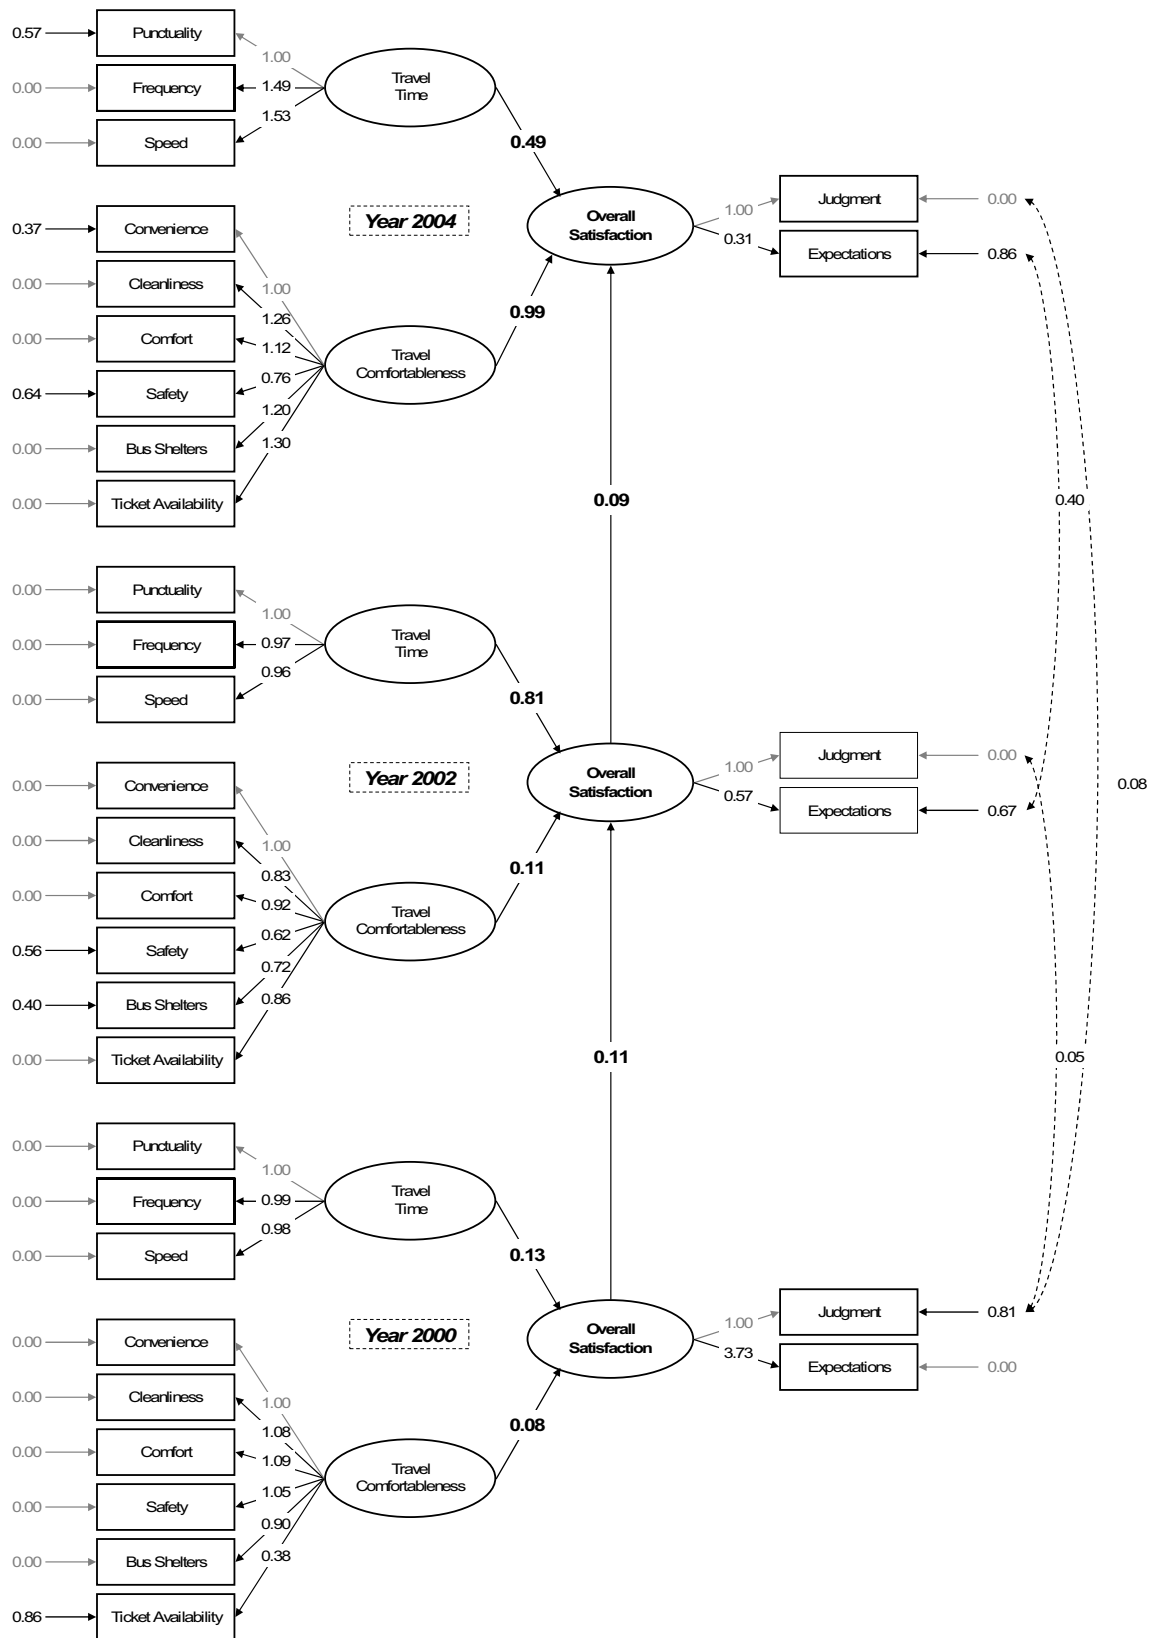 0.57
Punctuality
1.00
Travel
Time
0.00
Frequency
1.49
0.00
Speed
1.53
0.49
Year 2004
Overall
Satisfaction
1.00
Judgment
0.00
0.31
Expectations
0.86
0.37
Convenience
1.00
0.00
Cleanliness
1.26
0.99
0.00
Comfort
1.12
Travel
Comfortableness
0.64
Safety
0.76
0.00
Bus Shelters
1.20
0.00
Ticket Availability
1.30
0.09
0.40
0.00
Punctuality
1.00
Travel
Time
0.00
Frequency
0.97
0.00
Speed
0.96
0.81
Year 2002
Overall
Satisfaction
1.00
Judgment
0.00
0.57
Expectations
0.67
0.08
0.00
Convenience
1.00
0.00
Cleanliness
0.83
0.11
0.00
Comfort
0.92
Travel
Comfortableness
0.56
Safety
0.62
0.40
Bus Shelters
0.72
0.00
Ticket Availability
0.86
0.11
0.05
0.00
Punctuality
1.00
Travel
Time
0.00
Frequency
0.99
0.00
Speed
0.98
0.13
Year 2000
Overall
Satisfaction
1.00
Judgment
0.81
3.73
Expectations
0.00
0.00
Convenience
1.00
0.00
Cleanliness
1.08
0.08
0.00
Comfort
1.09
Travel
Comfortableness
0.00
Safety
1.05
0.00
Bus Shelters
0.90
0.86
Ticket Availability
0.38